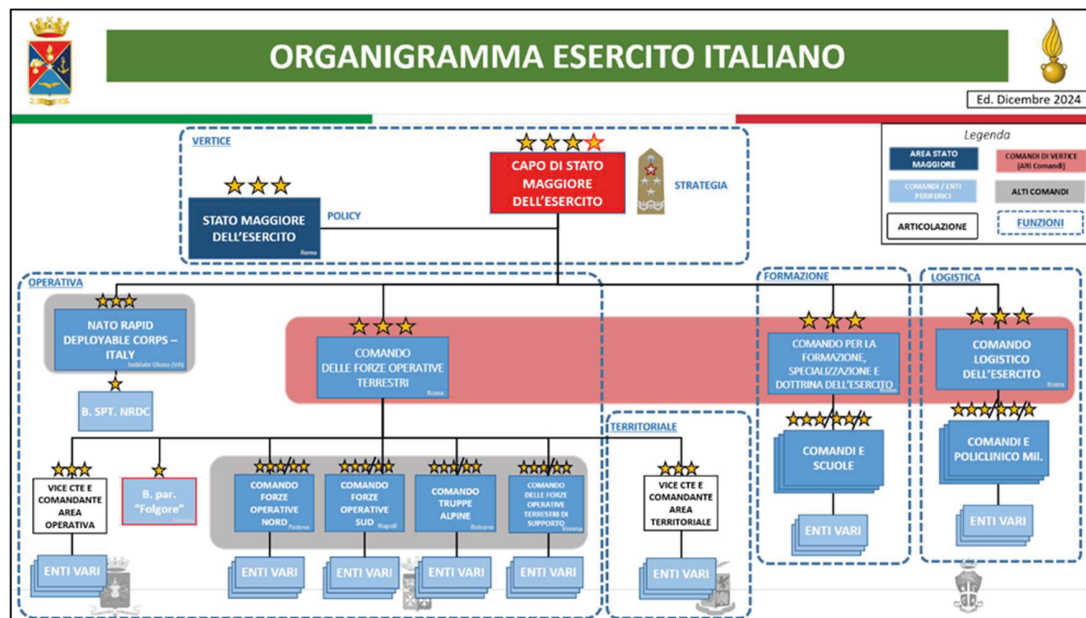 ORGANIGRAMMA ESERCITO ITALIANO
Ed. Dicembre 2024
Legenda
AREA STATO
MAGGIORE
COMANDI DI VERTICE
(Alti Comandi)
COMANDI / ENTI
PERIFERICI
ALTI COMANDI
ARTICOLAZIONE
FUNZIONI
VERTICE
CAPO DI STATO
MAGGIORE
DELL'ESERCITO
STRATEGIA
STATO MAGGIORE
DELL'ESERCITO
Roma
POLICY
OPERATIVA
FORMAZIONE
LOGISTICA
NATO RAPID
DEPLOYABLE CORPS –
ITALY
Solbiate Olona (VA)
B. SPT. NRDC
COMANDO
DELLE FORZE OPERATIVE
TERRESTRI
Roma
COMANDO PER LA
FORMAZIONE,
SPECIALIZZAZIONE E
DOTTRINA DELL'ESERCITO
Roma
COMANDO
LOGISTICO
DELL'ESERCITO
Roma
TERRITORIALE
VICE CTE E
COMANDANTE
AREA
OPERATIVA
B. par.
"Folgore"
COMANDO
FORZE
OPERATIVE
NORD
Padova
COMANDO
FORZE
OPERATIVE
SUD
Napoli
COMANDO
TRUPPE
ALPINE
Bolzano
COMANDO
DELLE FORZE
OPERATIVE
TERRESTRI DI
SUPPORTO
Verona
VICE CTE E
COMANDANTE
AREA
TERRITORIALE
COMANDI E
SCUOLE
COMANDI E
POLICLINICO Mil.
ENTI VARI
ENTI VARI
ENTI VARI
ENTI VARI
ENTI VARI
ENTI VARI
ENTI VARI
ENTI VARI